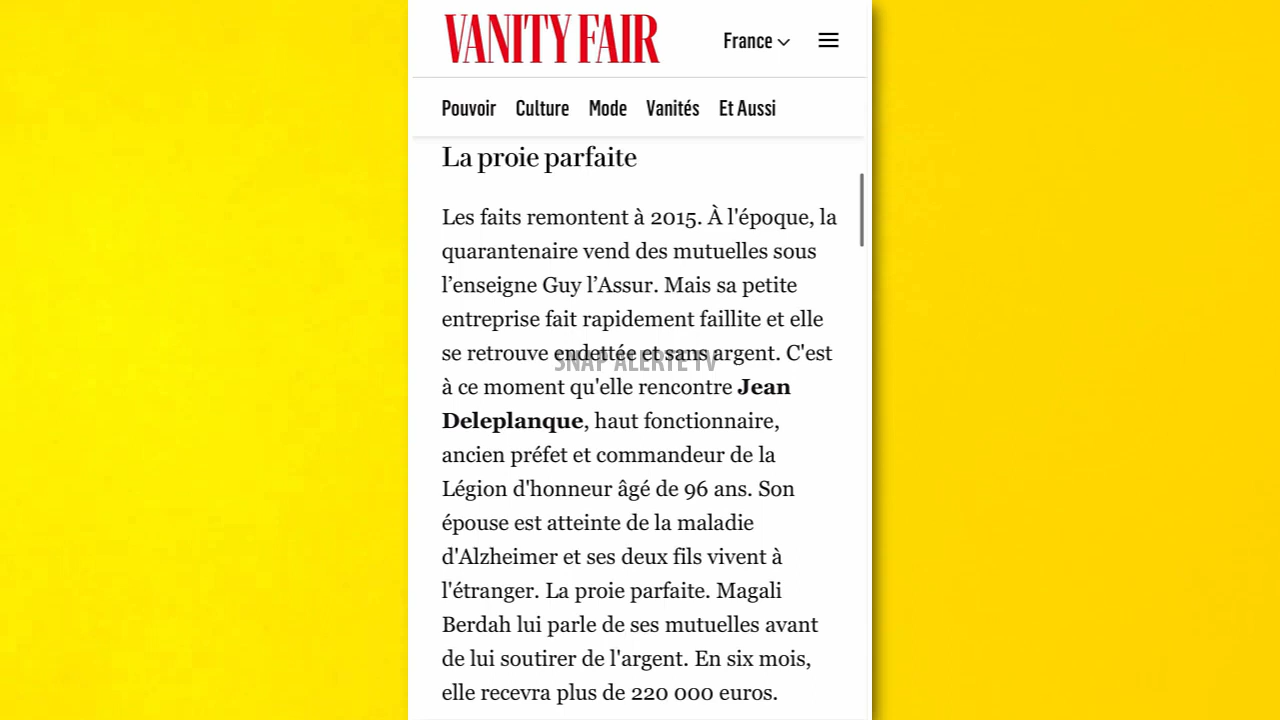 VANITY FAIR
France
Pouvoir Culture Mode Vanités Et Aussi
La proie parfaite
Les faits remontent à 2015. À l'époque, la
quarantenaire vend des mutuelles sous
l’enseigne Guy l’Assur. Mais sa petite
entreprise fait rapidement faillite et elle
se retrouve endettée et sans argent. C'est
SNAP ALERTE TV
à ce moment qu'elle rencontre Jean
Deleplanque, haut fonctionnaire,
ancien préfet et commandeur de la
Légion d'honneur âgé de 96 ans. Son
épouse est atteinte de la maladie
d'Alzheimer et ses deux fils vivent à
l'étranger. La proie parfaite. Magali
Berdah lui parle de ses mutuelles avant
de lui soutirer de l'argent. En six mois,
elle recevra plus de 220 000 euros.